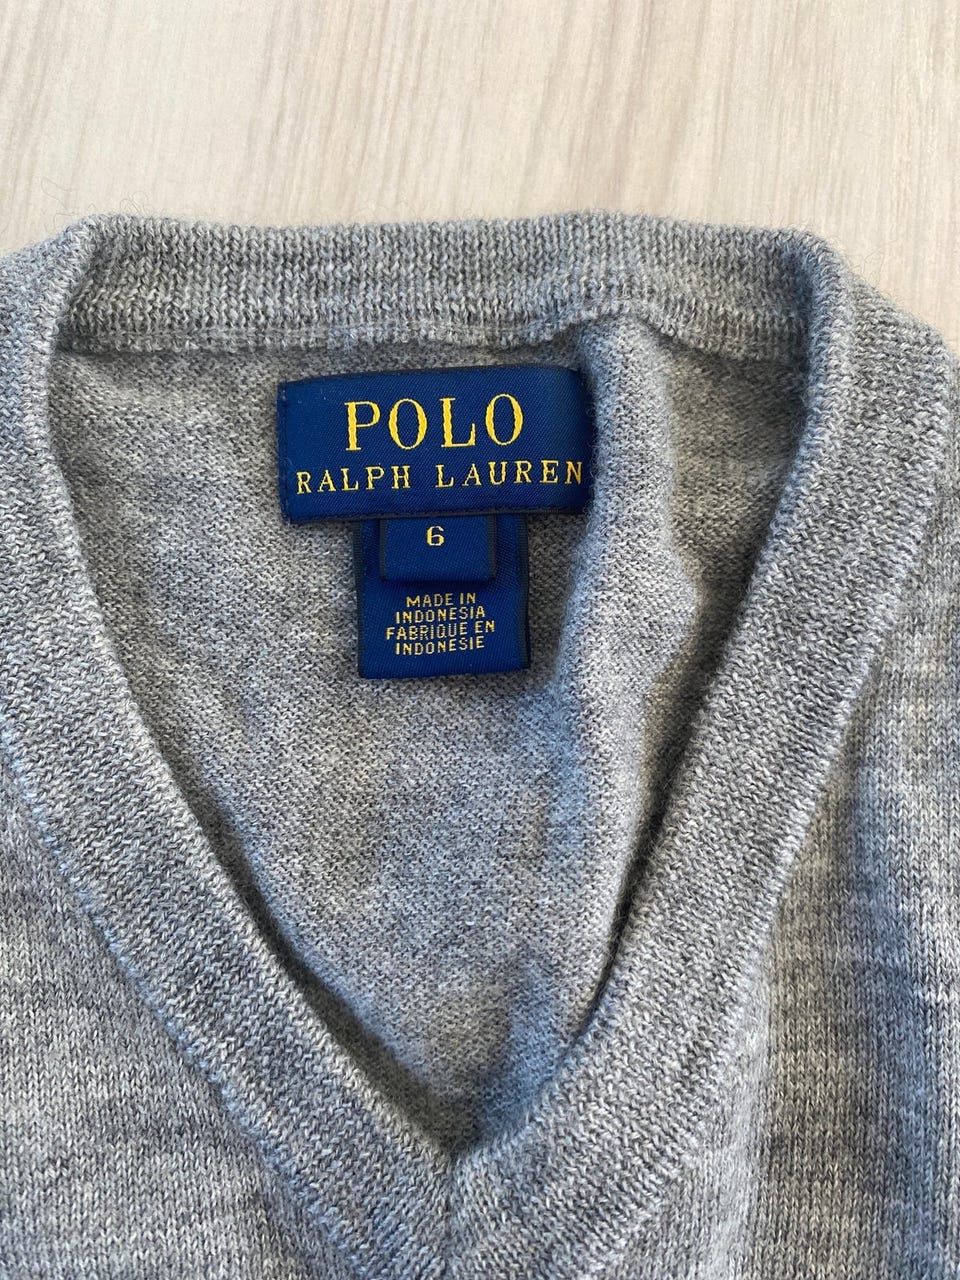 POLO
RALPH LAUREN
6
MADE IN
INDONESIA
FABRIQUE EN
INDONESIE